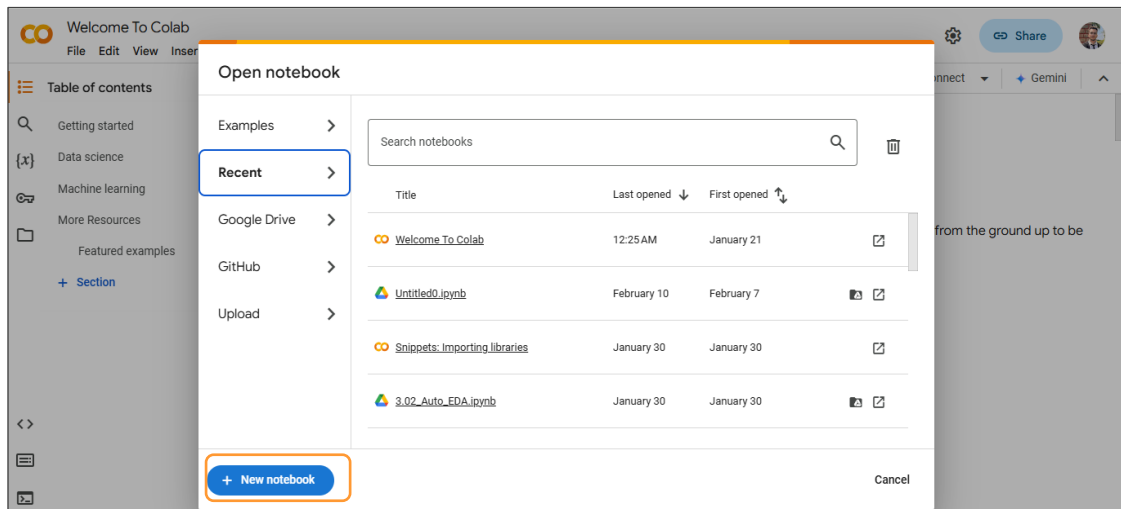 Welcome To Colab
File Edit View Inser
Share
Open notebook
nnect
Gemini
Table of contents
Getting started
{x} Data science
Machine learning
More Resources
Featured examples
+ Section
Examples
Recent
Google Drive
GitHub
Upload
Search notebooks
Title Last opened First opened
Welcome To Colab 12:25 AM January 21
Untitled0.ipynb February 10 February 7
Snippets: Importing libraries January 30 January 30
3.02_Auto_EDA.ipynb January 30 January 30
from the ground up to be
+ New notebook
Cancel